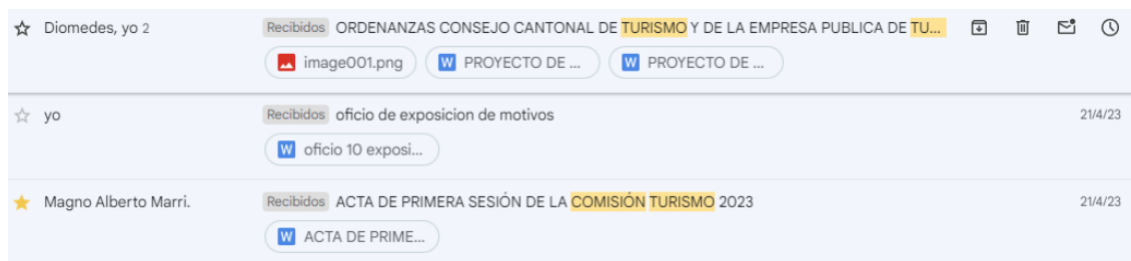 Diomedes, yo 2 Recibidos ORDENANZAS CONSEJO CANTONAL DE TURISMO Y DE LA EMPRESA PUBLICA DE TU...
image001.png W PROYECTO DE ... W PROYECTO DE ...
yo Recibidos oficio de exposicion de motivos 21/4/23
W oficio 10 exposi...
Magno Alberto Marri. Recibidos ACTA DE PRIMERA SESIÓN DE LA COMISIÓN TURISMO 2023 21/4/23
W ACTA DE PRIME...